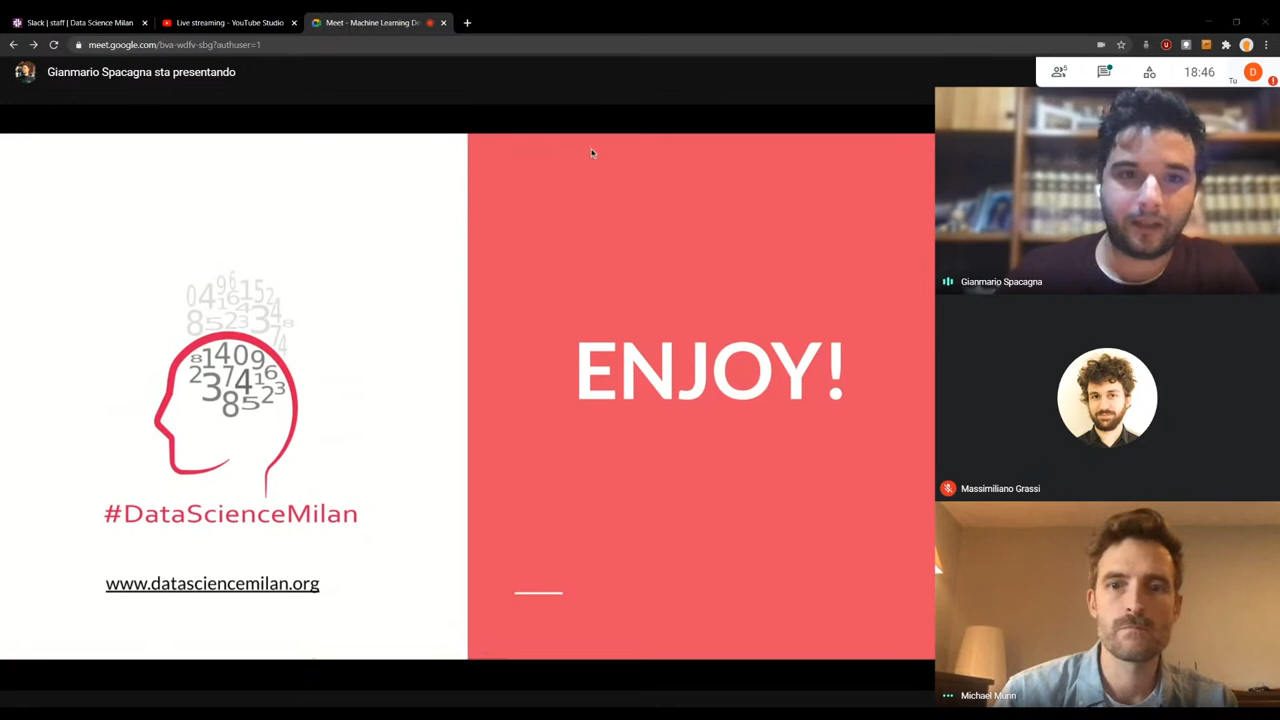 Slack | staff | Data Science Milan
Live streaming - YouTube Studio
Meet - Machine Learning De
meet.google.com/bva-wdfv-sbg?authuser=1
Gianmario Spacagna sta presentando
5
18:46
Tu
D
ENJOY!
#DataScienceMilan
www.datasciencemilan.org
Gianmario Spacagna
Massimiliano Grassi
Michael Munn